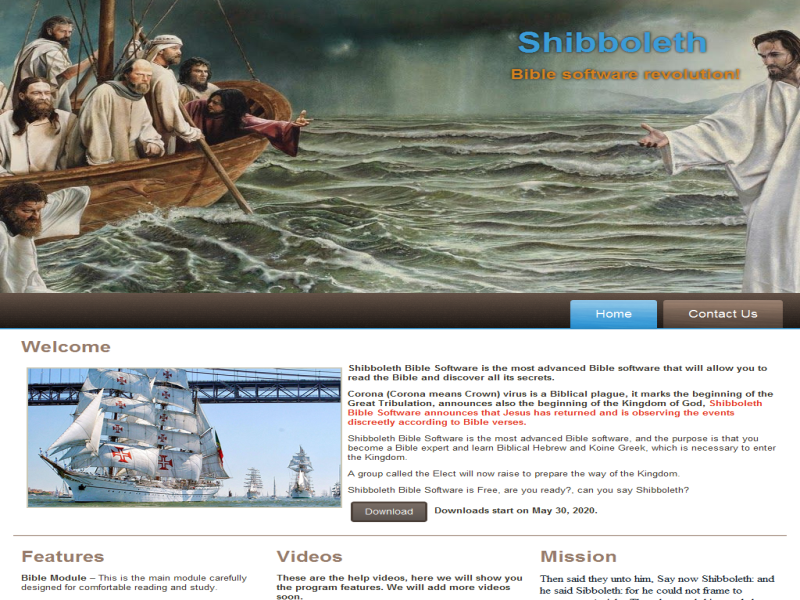 Shibboleth
Bible software revolution!
Home
Contact Us
Welcome
Shibboleth Bible Software is the most advanced Bible software that will allow you to
read the Bible and discover all its secrets.
Corona (Corona means Crown) virus is a Biblical plague, it marks the beginning of the
Great Tribulation, announces also the beginning of the Kingdom of God, Shibboleth
Bible Software announces that Jesus has returned and is observing the events
discreetly according to Bible verses.
Shibboleth Bible Software is the most advanced Bible software, and the purpose is that you
become a Bible expert and learn Biblical Hebrew and Koine Greek, which is necessary to enter
the Kingdom.
A group called the Elect will now raise to prepare the way of the Kingdom.
Shibboleth Bible Software is Free, are you ready?, can you say Shibboleth?
Download
Downloads start on May 30, 2020.
Features
Bible Module – This is the main module carefully
designed for comfortable reading and study.
Videos
These are the help videos, here we will show you
the program features. We will add more videos
soon.
Mission
Then said they unto him, Say now Shibboleth: and
he said Sibboleth: for he could not frame to